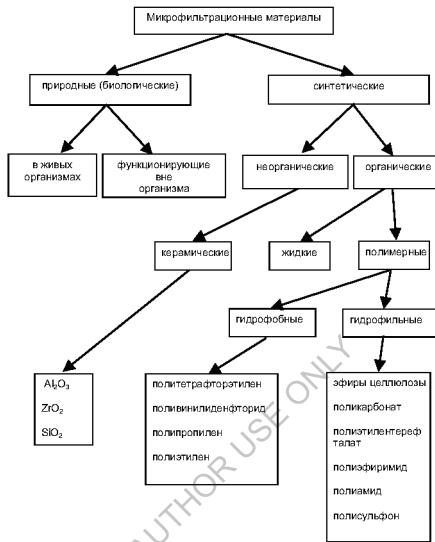 Микрофильтрационные материалы
природные (биологические)
синтетические
в живых
организмах
функционирующие
вне
организма
неорганические
органические
керамические
жидкие
полимерные
гидрофобные
гидрофильные
Al₂O₃
ZrO₂
SiO₂
политетрафторэтилен
поливинилиденфторид
полипропилен
полиэтилен
эфиры целлюлозы
поликарбонат
полиэтилентереф
талат
полиэфиримид
полиамид
полисульфон
AUTHOR USE ONLY